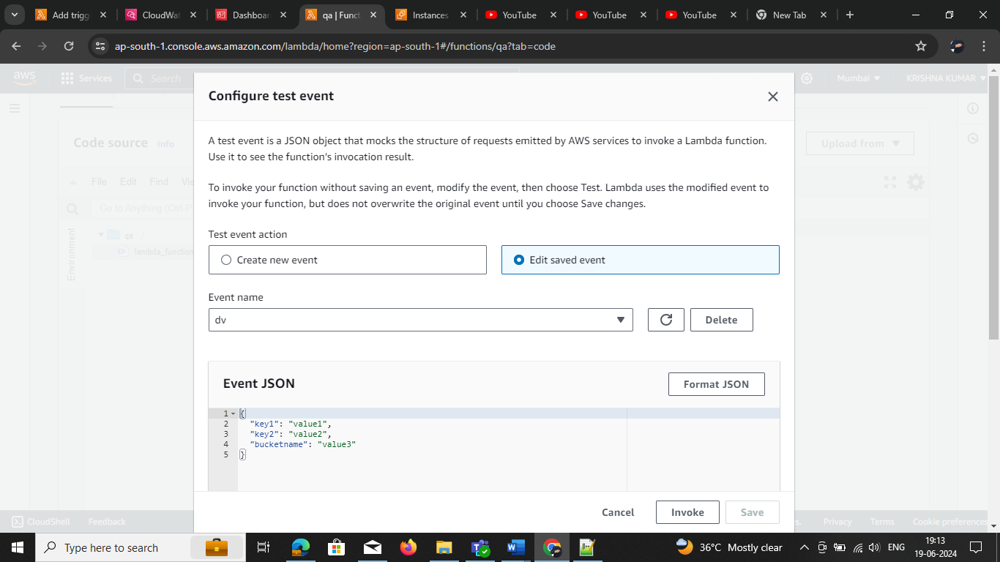 Add trigg
CloudWat
Dashboar
qa | Funct
Instances
YouTube
YouTube
YouTube
New Tab
ap-south-1.console.aws.amazon.com/lambda/home?region=ap-south-1#/functions/qa?tab=code
aws
Services
Search
Mumbai
KRISHNA KUMAR
Configure test event
A test event is a JSON object that mocks the structure of requests emitted by AWS services to invoke a Lambda function.
Use it to see the function's invocation result.
To invoke your function without saving an event, modify the event, then choose Test. Lambda uses the modified event to
invoke your function, but does not overwrite the original event until you choose Save changes.
Code source Info
Upload from
File Edit Find Vie
Go to Anything (Ctrl-P
Environment
qa /
lambda_function
Test event action
Create new event
Edit saved event
Event name
dv
Delete
Event JSON
Format JSON
1 {
2 "key1": "value1",
3 "key2": "value2",
4 "bucketname": "value3"
5 }
Cancel
Invoke
Save
CloudShell
Feedback
s.
Privacy
Terms
Cookie preferences
Type here to search
36°C Mostly clear
ENG
19:13
19-06-2024